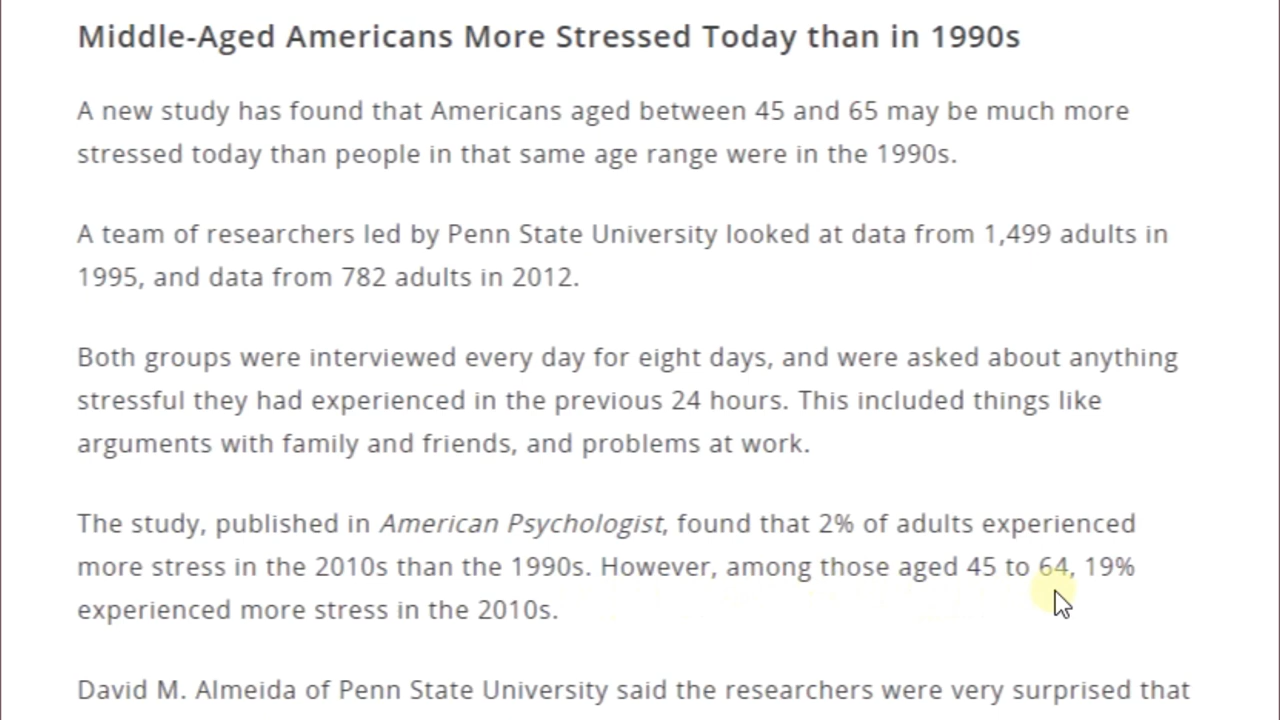 Middle-Aged Americans More Stressed Today than in 1990s
A new study has found that Americans aged between 45 and 65 may be much more
stressed today than people in that same age range were in the 1990s.
A team of researchers led by Penn State University looked at data from 1,499 adults in
1995, and data from 782 adults in 2012.
Both groups were interviewed every day for eight days, and were asked about anything
stressful they had experienced in the previous 24 hours. This included things like
arguments with family and friends, and problems at work.
The study, published in American Psychologist, found that 2% of adults experienced
more stress in the 2010s than the 1990s. However, among those aged 45 to 64, 19%
experienced more stress in the 2010s.
David M. Almeida of Penn State University said the researchers were very surprised that